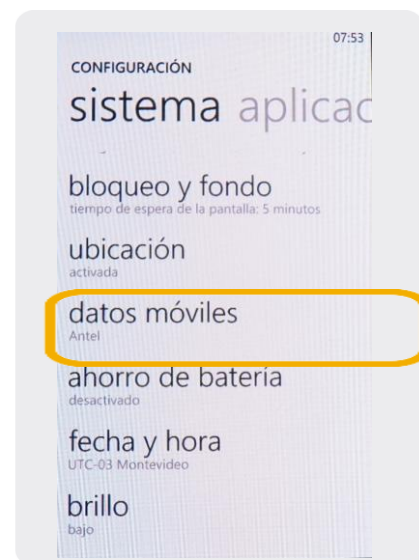 07:53
CONFIGURACIÓN
sistema aplicac
bloqueo y fondo
tiempo de espera de la pantalla: 5 minutos
ubicación
activada
datos móviles
Antel
ahorro de batería
desactivado
fecha y hora
UTC-03 Montevideo
brillo
bajo